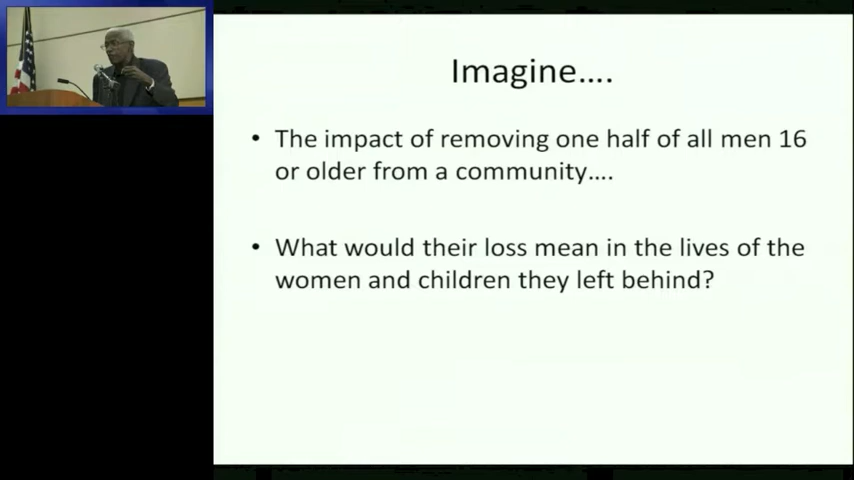 Imagine....
• The impact of removing one half of all men 16
or older from a community....
• What would their loss mean in the lives of the
women and children they left behind?